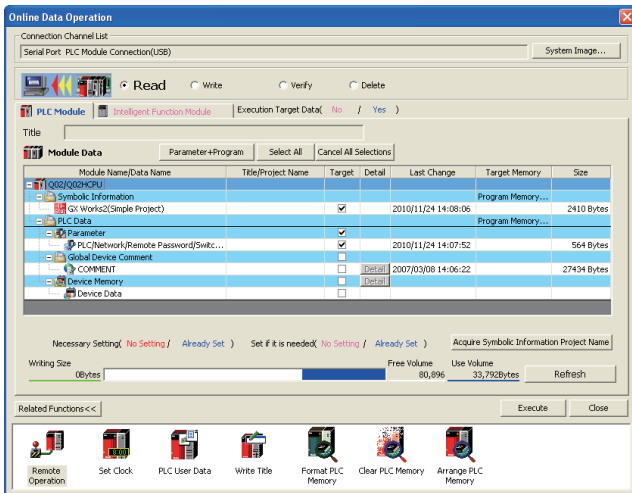 Online Data Operation
Connection Channel List
Serial Port PLC Module Connection(USB)
System Image...
Read
Write
Verify
Delete
PLC Module
Intelligent Function Module
Execution Target Data( No / Yes )
Title
Module Data
Parameter+Program
Select All
Cancel All Selections
Module Name/Data Name Title/Project Name Target Detail Last Change Target Memory Size
Q02/Q02HCPU
Symbolic Information Program Memory...
GX Works2(Simple Project) 2010/11/24 14:08:06 2410 Bytes
PLC Data Program Memory...
Parameter
PLC/Network/Remote Password/Switc... 2010/11/24 14:07:52 564 Bytes
Global Device Comment
COMMENT Detail 2007/03/08 14:06:22 27434 Bytes
Device Memory Detail
Device Data
Necessary Setting( No Setting / Already Set ) Set if it is needed( No Setting / Already Set )
Acquire Symbolic Information Project Name
Writing Size Free Volume Use Volume
0Bytes 80,896 33,792Bytes
Refresh
Related Functions<<
Execute
Close
Remote Operation
Set Clock
PLC User Data
Write Title
Format PLC Memory
Clear PLC Memory
Arrange PLC Memory